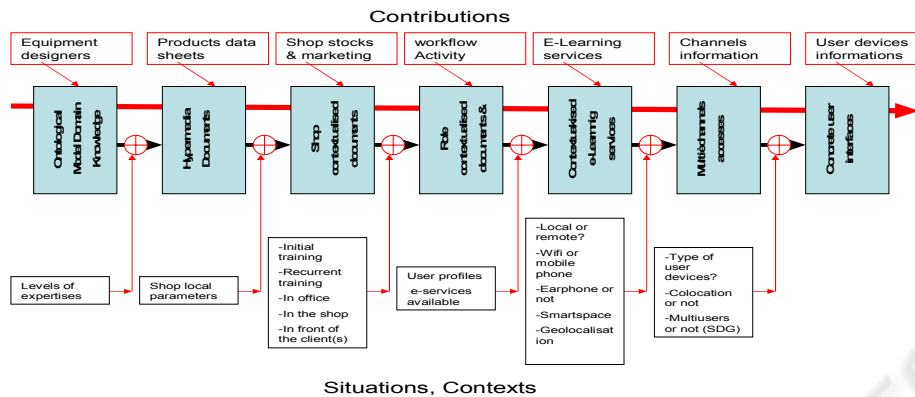 Contributions
Equipment
designers
Products data
sheets
Shop stocks
& marketing
workflow
Activity
E-Learning
services
Channels
information
User devices
informations
Ontological
Model Domain
Knowledge
Hypermedia
Documents
Shop
contextualised
documents
Role
contextualised
documents &
Contextualkised
e-Learnig
services
Multiéchannels
accesses
Concrete user
interfaces
Levels of
expertises
Shop local
parameters
-Initial
training
-Recurrent
training
-In office
-In the shop
-In front of
the client(s)
User profiles
e-services
available
-Local or
remote?
-Wifi or
mobile
phone
-Earphone or
not
-Smartspace
-Geolocalisat
ion
-Type of
user
devices?
-Colocation
or not
-Multiusers
or not (SDG)
Situations, Contexts